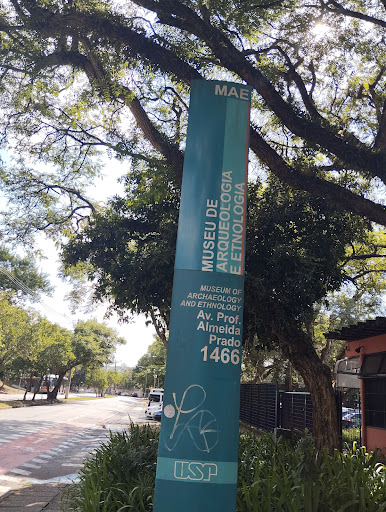 MAE
MUSEU DE
ARQUEOLOGIA
E ETNOLOGIA
MUSEUM OF
ARCHAEOLOGY
AND ETHNOLOGY
Av. Prof.
Almeida
Prado
1466
USP